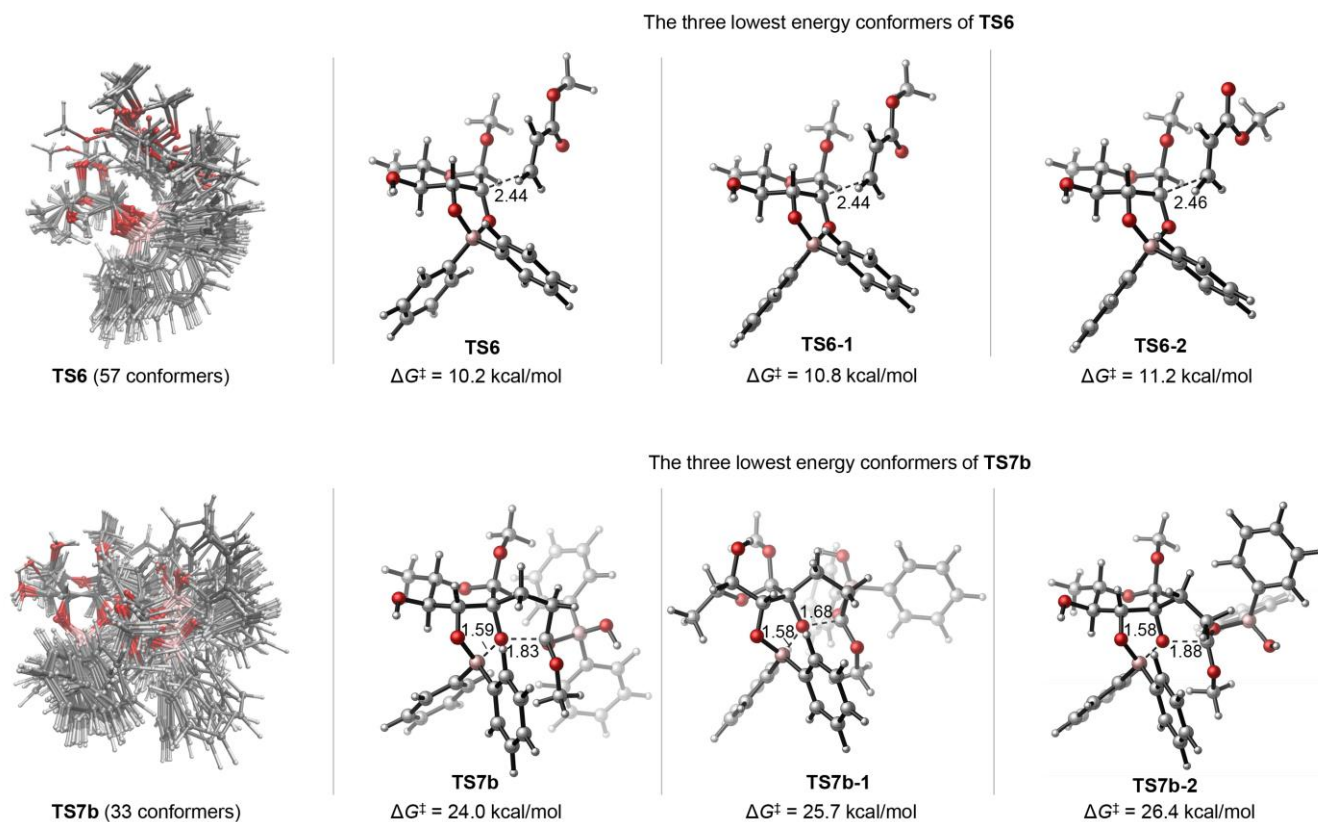 The three lowest energy conformers of TS6
2.44
2.44
2.46
TS6
TS6-1
TS6-2
TS6 (57 conformers)
ΔG‡ = 10.2 kcal/mol
ΔG‡ = 10.8 kcal/mol
ΔG‡ = 11.2 kcal/mol
The three lowest energy conformers of TS7b
1.59
1.83
1.58
1.68
1.58
1.88
TS7b
TS7b-1
TS7b-2
TS7b (33 conformers)
ΔG‡ = 24.0 kcal/mol
ΔG‡ = 25.7 kcal/mol
ΔG‡ = 26.4 kcal/mol